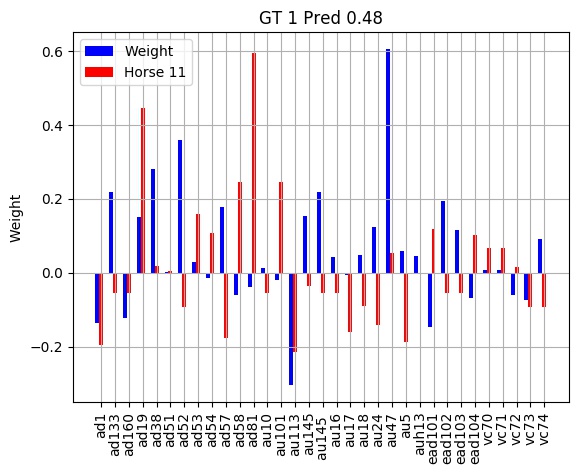 GT 1 Pred 0.48
Weight
Horse 11
0.6
0.4
0.2
0.0
−0.2
Weight
ad1
ad133
ad160
ad19
ad38
ad51
ad52
ad53
ad54
ad57
ad58
ad81
au10
au101
au113
au145
au145
au16
au17
au18
au24
au47
au5
auh13
ead101
ead102
ead103
ead104
vc70
vc71
vc72
vc73
vc74